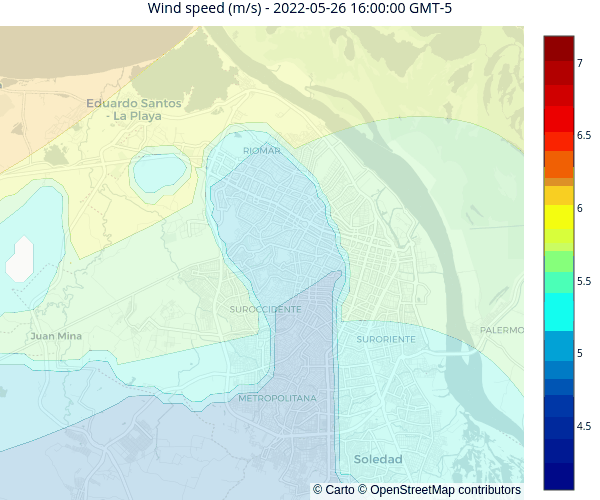 Wind speed (m/s) - 2022-05-26 16:00:00 GMT-5
7
6.5
6
5.5
5
4.5
Eduardo Santos
- La Playa
RIOMAR
SUROCCIDENTE
Juan Mina
PALERMO
SURORIENTE
METROPOLITANA
Soledad
© Carto © OpenStreetMap contributors